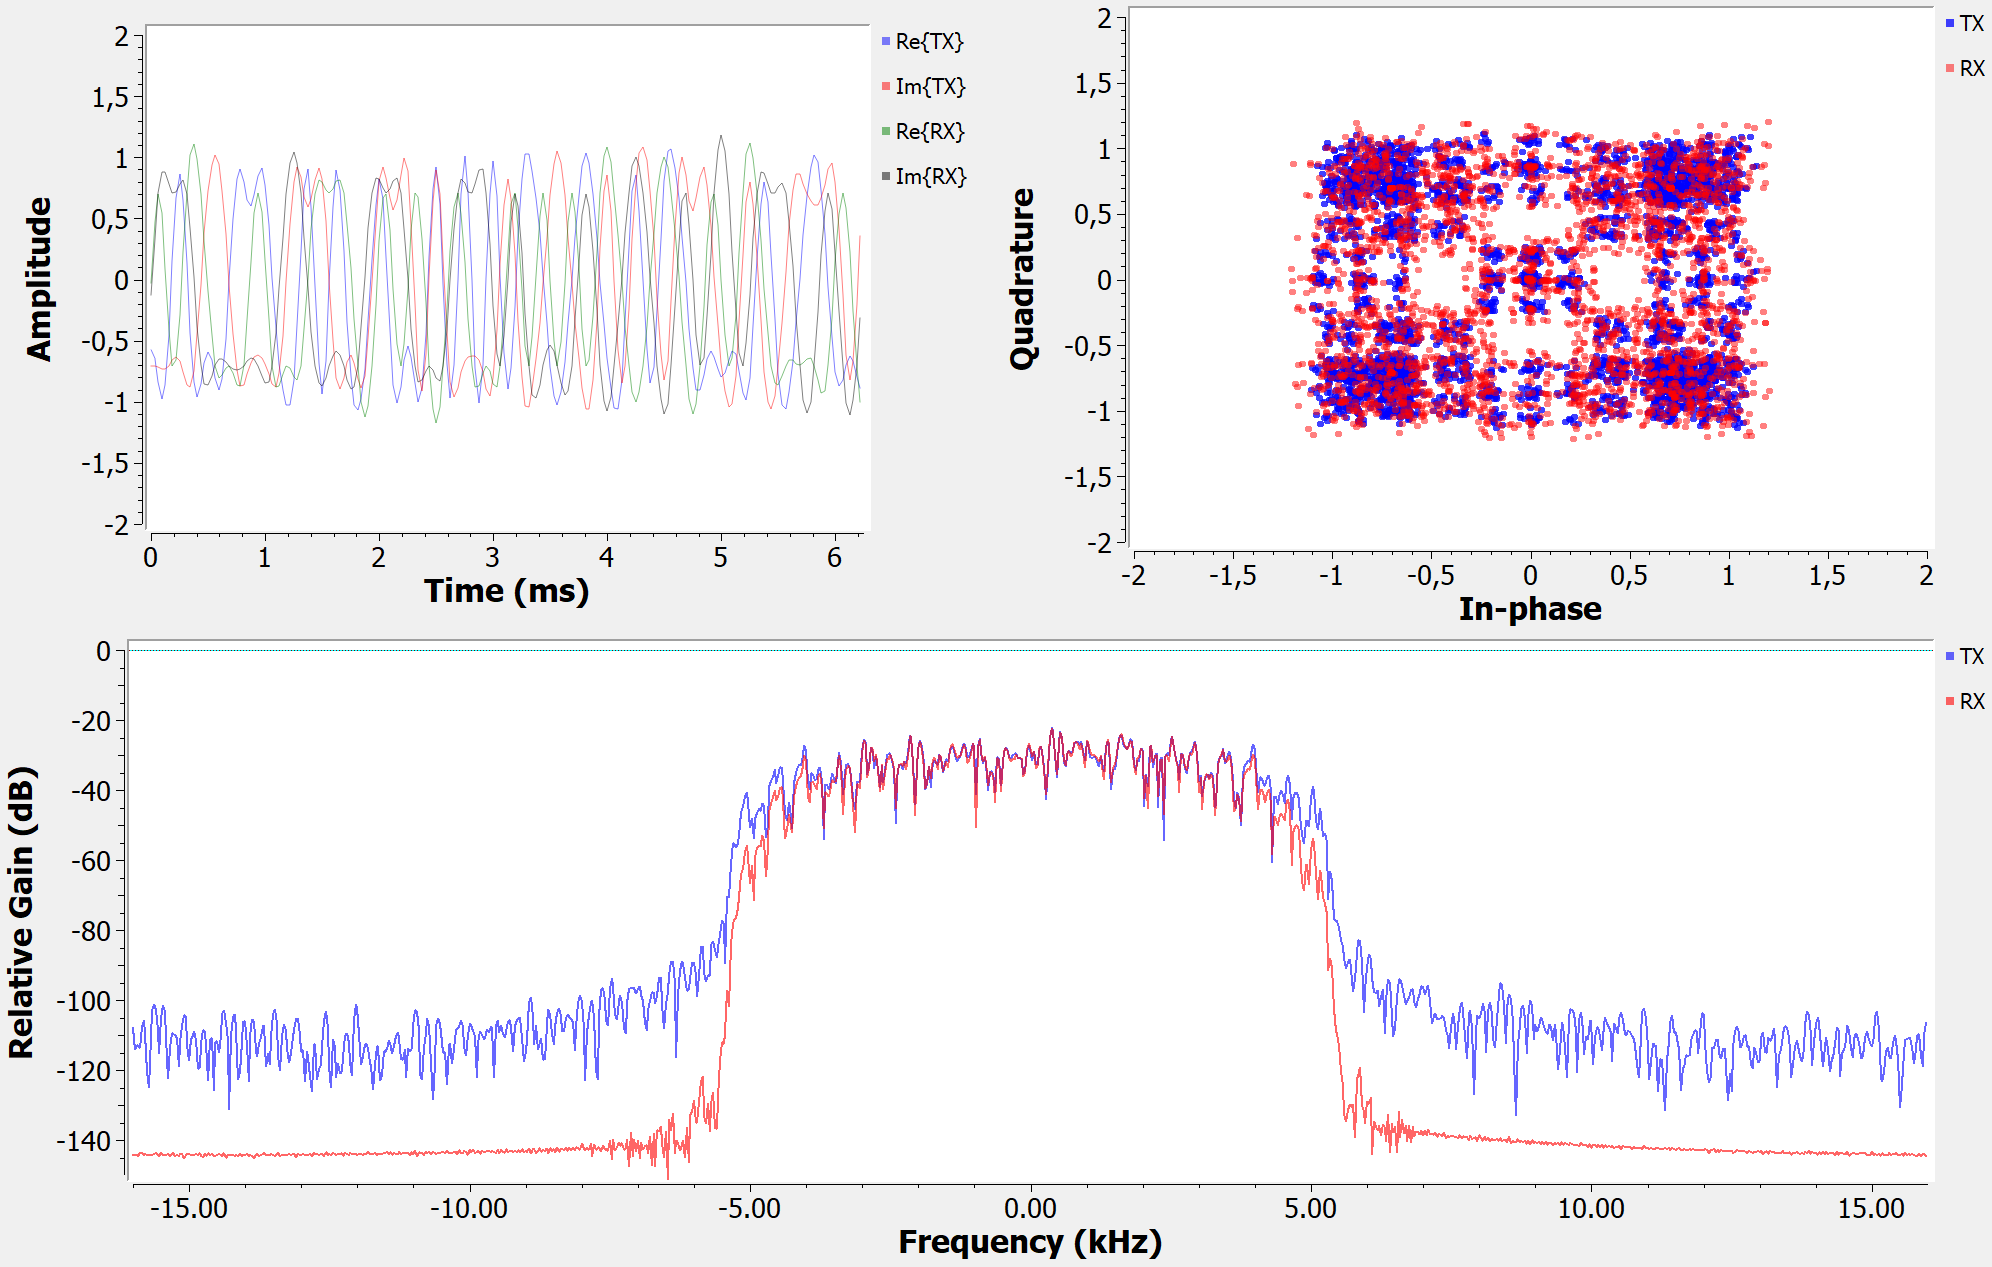 2
1,5
1
0,5
0
-0,5
-1
-1,5
-2
Amplitude
0 1 2 3 4 5 6
Time (ms)
Re{TX}
Im{TX}
Re{RX}
Im{RX}
2
1,5
1
0,5
0
-0,5
-1
-1,5
-2
Quadrature
-2 -1,5 -1 -0,5 0 0,5 1 1,5 2
In-phase
TX
RX
0
-20
-40
-60
-80
-100
-120
-140
Relative Gain (dB)
-15.00 -10.00 -5.00 0.00 5.00 10.00 15.00
Frequency (kHz)
TX
RX